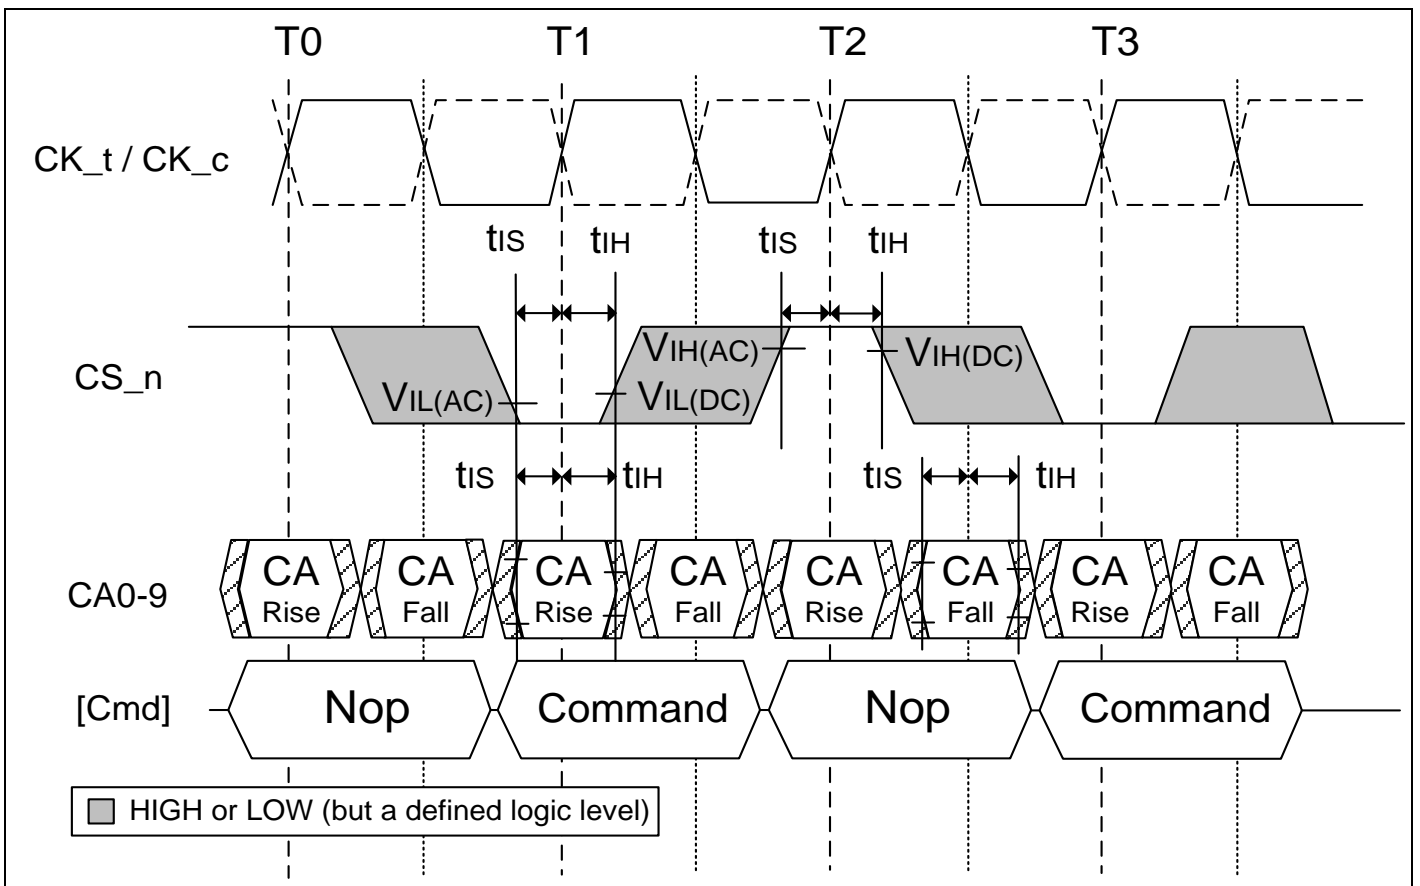 T0 T1 T2 T3
CK_t / CK_c
tIS tIH tIS tIH
CS_n
VIH(AC) VIH(DC)
VIL(AC) VIL(DC)
tIS tIH tIS tIH
CA0-9
CA CA CA CA CA CA CA CA
Rise Fall Rise Fall Rise Fall Rise Fall
[Cmd] Nop Command Nop Command
HIGH or LOW (but a defined logic level)